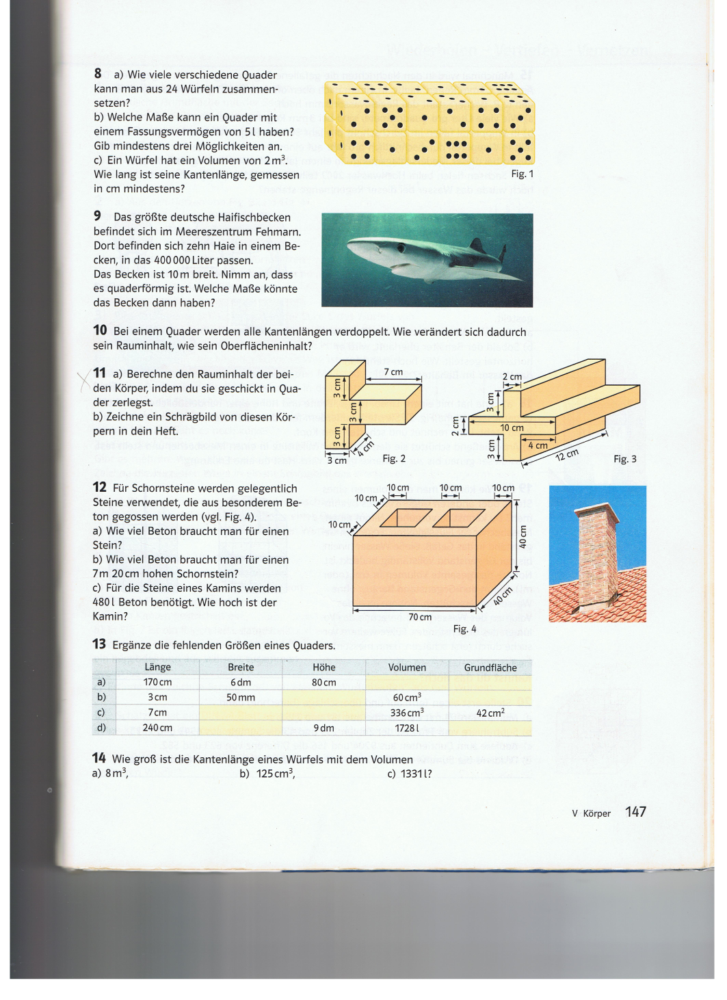 8 a) Wie viele verschiedene Quader
kann man aus 24 Würfeln zusammen-
setzen?
b) Welche Maße kann ein Quader mit
einem Fassungsvermögen von 5 l haben?
Gib mindestens drei Möglichkeiten an.
c) Ein Würfel hat ein Volumen von 2 m³.
Wie lang ist seine Kantenlänge, gemessen
in cm mindestens?
Fig. 1
9 Das größte deutsche Haifischbecken
befindet sich im Meereszentrum Fehmarn.
Dort befinden sich zehn Haie in einem Be-
cken, in das 400 000 Liter passen.
Das Becken ist 10 m breit. Nimm an, dass
es quaderförmig ist. Welche Maße könnte
das Becken dann haben?
10 Bei einem Quader werden alle Kantenlängen verdoppelt. Wie verändert sich dadurch
sein Rauminhalt, wie sein Oberflächeninhalt?
11 a) Berechne den Rauminhalt der bei-
den Körper, indem du sie geschickt in Qua-
der zerlegst.
b) Zeichne ein Schrägbild von diesen Kör-
pern in dein Heft.
7 cm
3 cm
3 cm
3 cm
3 cm
4 cm
Fig. 2
2 cm
3 cm
2 cm
10 cm
3 cm
4 cm
12 cm
Fig. 3
12 Für Schornsteine werden gelegentlich
Steine verwendet, die aus besonderem Be-
ton gegossen werden (vgl. Fig. 4).
a) Wie viel Beton braucht man für einen
Stein?
b) Wie viel Beton braucht man für einen
7 m 20 cm hohen Schornstein?
c) Für die Steine eines Kamins werden
480 l Beton benötigt. Wie hoch ist der
Kamin?
10 cm 10 cm 10 cm
10 cm
10 cm
40 cm
40 cm
70 cm
Fig. 4
13 Ergänze die fehlenden Größen eines Quaders.
Länge Breite Höhe Volumen Grundfläche
a) 170 cm 6 dm 80 cm
b) 3 cm 50 mm 60 cm³
c) 7 cm 336 cm³ 42 cm²
d) 240 cm 9 dm 1728 l
14 Wie groß ist die Kantenlänge eines Würfels mit dem Volumen
a) 8 m³, b) 125 cm³, c) 1331 l?
V Körper 147